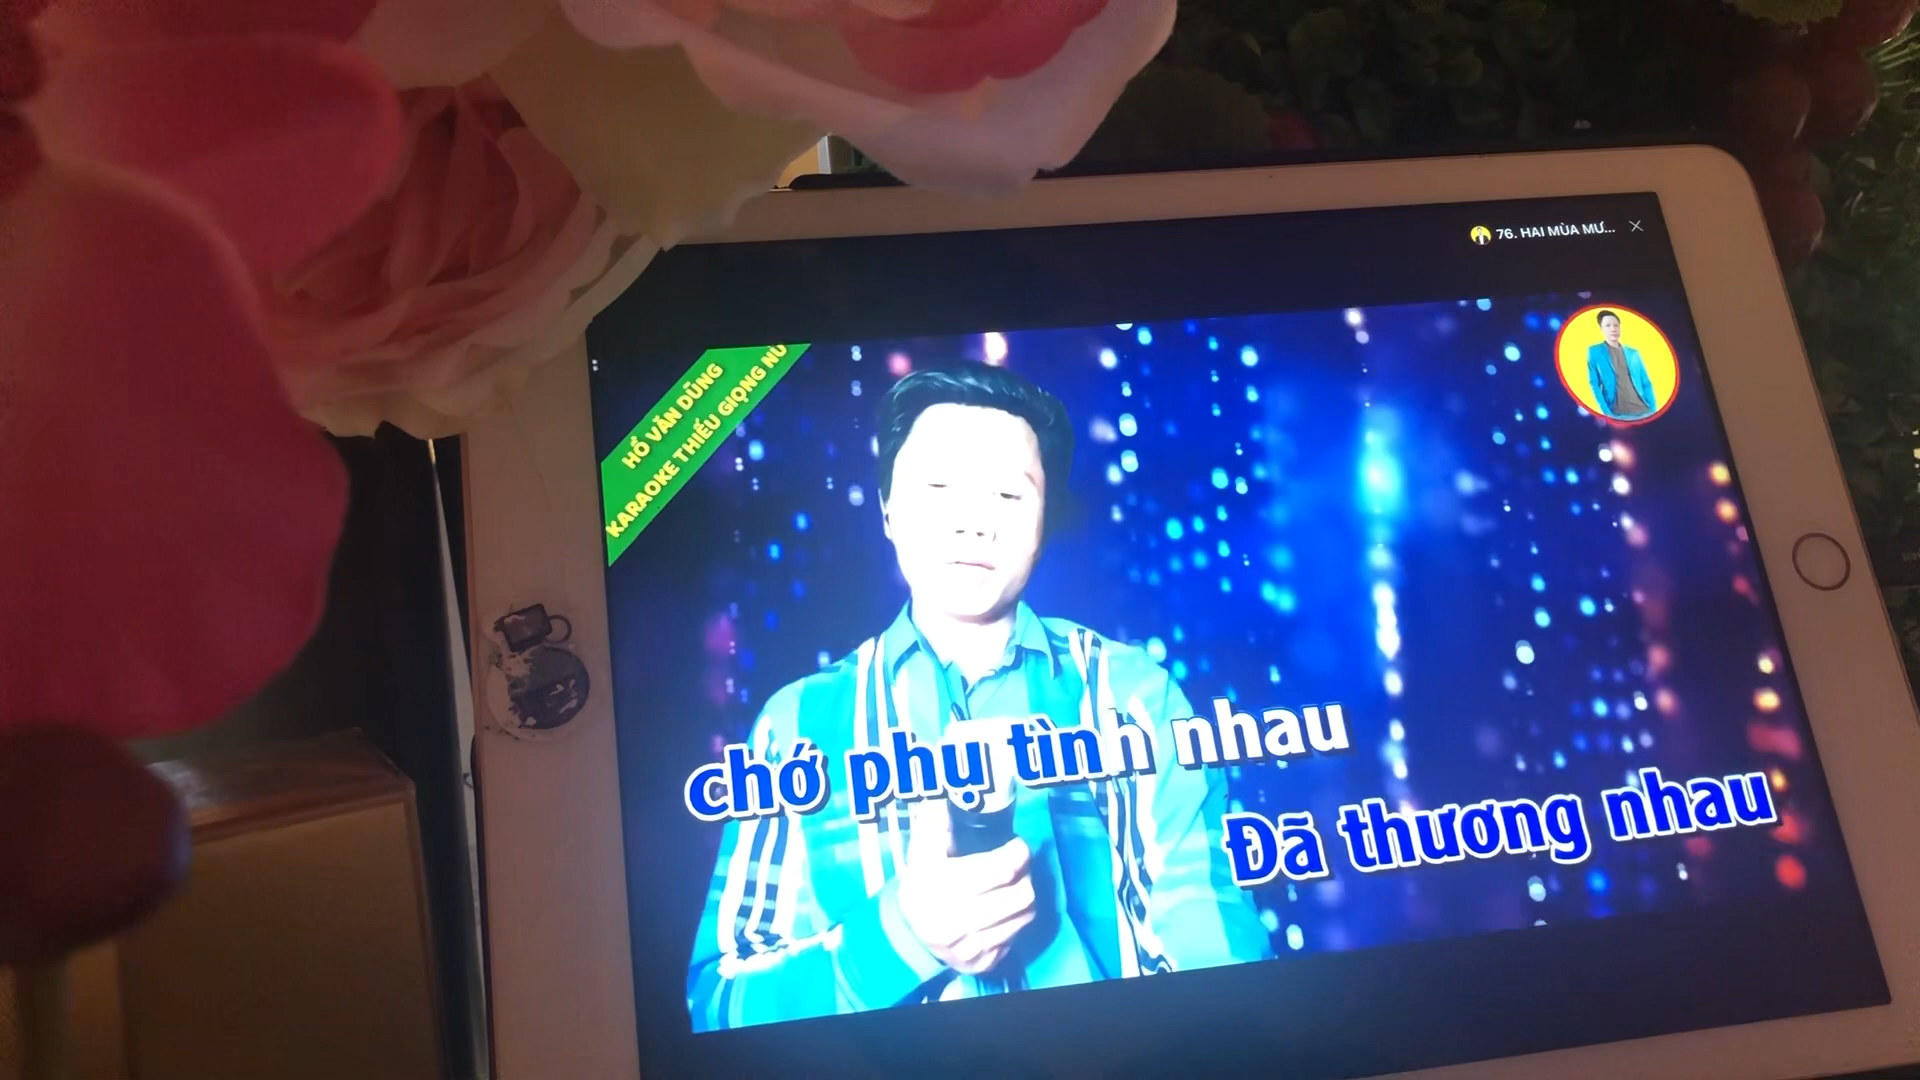 76. HAI MÙA MƯ...
HỒ VĂN DŨNG
KARAOKE THIẾU GIỌNG NỮ
chớ phụ tình nhau
Đã thương nhau